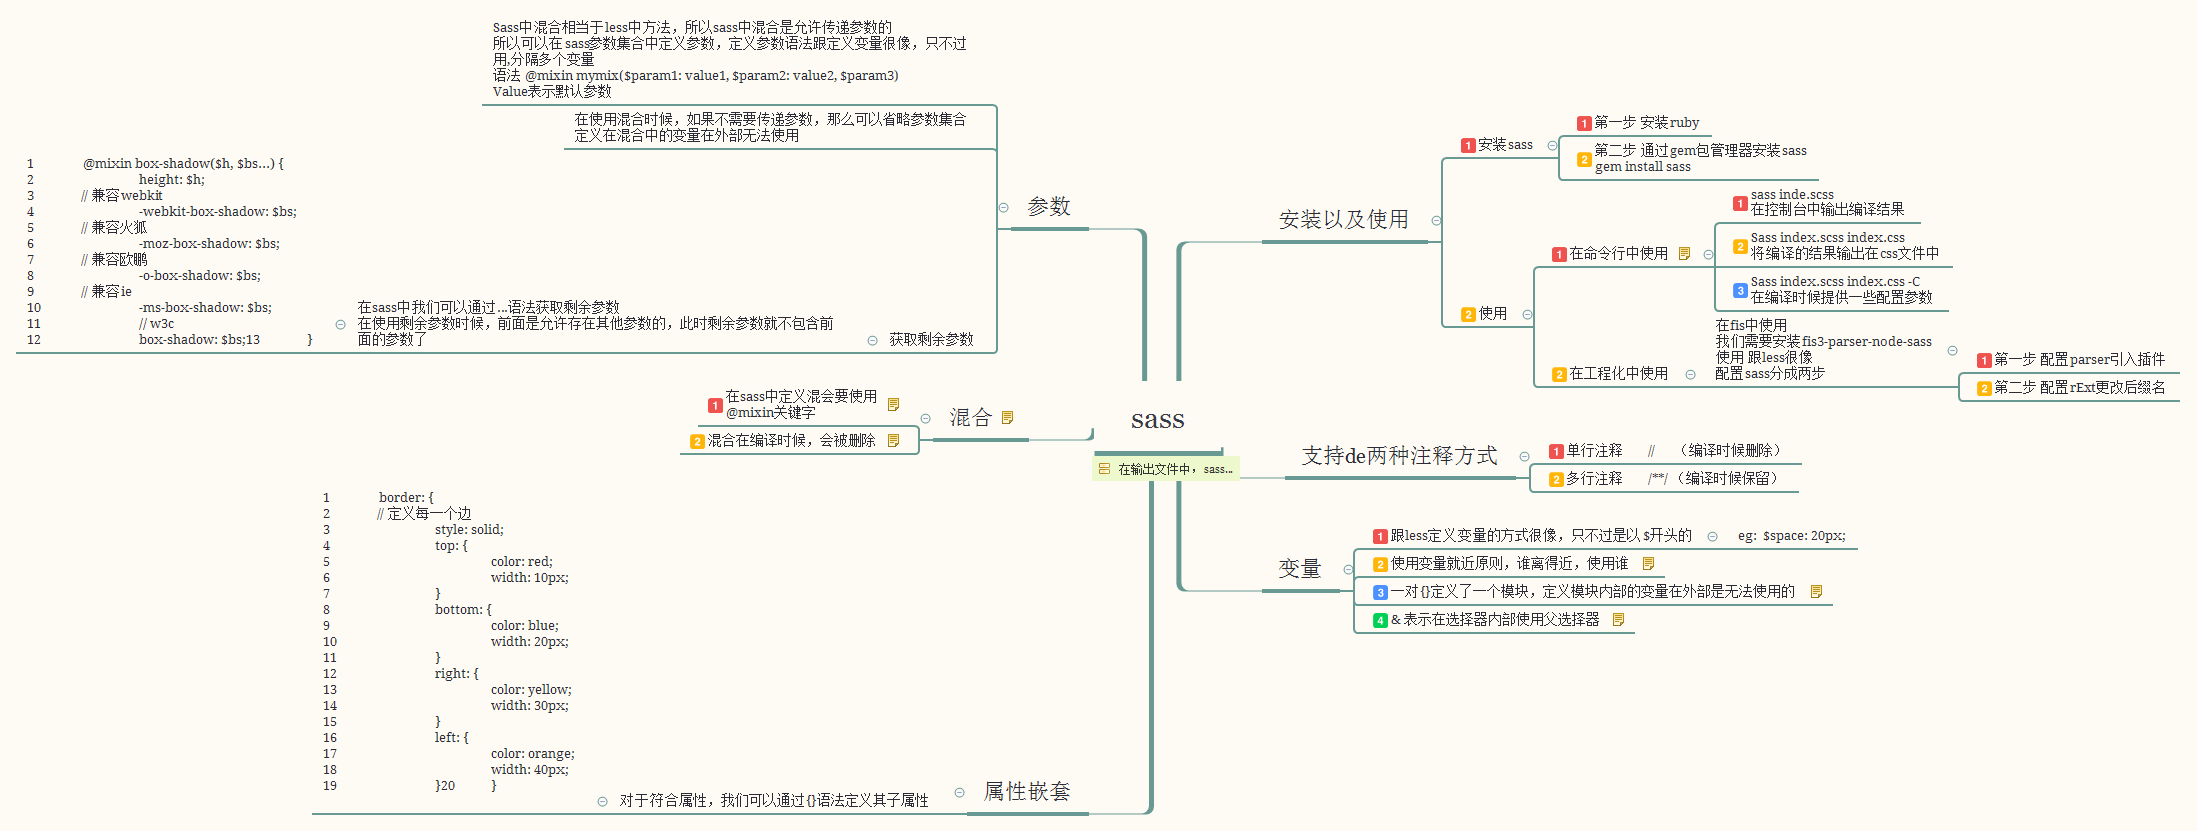 sass
在输出文件中，sass...
参数
Sass中混合相当于less中方法，所以sass中混合是允许传递参数的
所以可以在 sass参数集合中定义参数，定义参数语法跟定义变量很像，只不过
用,分隔多个变量
语法 @mixin mymix($param1: value1, $param2: value2, $param3)
Value表示默认参数
在使用混合时候，如果不需要传递参数，那么可以省略参数集合
定义在混合中的变量在外部无法使用
获取剩余参数
在sass中我们可以通过...语法获取剩余参数
在使用剩余参数时候，前面是允许存在其他参数的，此时剩余参数就不包含前
面的参数了
1 @mixin box-shadow($h, $bs...) {
2 height: $h;
3 // 兼容webkit
4 -webkit-box-shadow: $bs;
5 // 兼容火狐
6 -moz-box-shadow: $bs;
7 // 兼容欧鹏
8 -o-box-shadow: $bs;
9 // 兼容ie
10 -ms-box-shadow: $bs;
11 // w3c
12 box-shadow: $bs;13 }
混合
1 在sass中定义混会要使用
@mixin关键字
2 混合在编译时候，会被删除
属性嵌套
对于符合属性，我们可以通过{}语法定义其子属性
1 border: {
2 // 定义每一个边
3 style: solid;
4 top: {
5 color: red;
6 width: 10px;
7 }
8 bottom: {
9 color: blue;
10 width: 20px;
11 }
12 right: {
13 color: yellow;
14 width: 30px;
15 }
16 left: {
17 color: orange;
18 width: 40px;
19 }20 }
安装以及使用
1 安装sass
1 第一步 安装ruby
2 第二步 通过gem包管理器安装sass
gem install sass
2 使用
1 在命令行中使用
1 sass inde.scss
在控制台中输出编译结果
2 Sass index.scss index.css
将编译的结果输出在css文件中
3 Sass index.scss index.css -C
在编译时候提供一些配置参数
2 在工程化中使用
在fis中使用
我们需要安装fis3-parser-node-sass
使用 跟less很像
配置sass分成两步
1 第一步 配置parser引入插件
2 第二步 配置rExt更改后缀名
支持de两种注释方式
1 单行注释 // （编译时候删除）
2 多行注释 /**/ （编译时候保留）
变量
1 跟less定义变量的方式很像，只不过是以 $开头的
eg: $space: 20px;
2 使用变量就近原则，谁离得近，使用谁
3 一对{}定义了一个模块，定义模块内部的变量在外部是无法使用的
4 & 表示在选择器内部使用父选择器